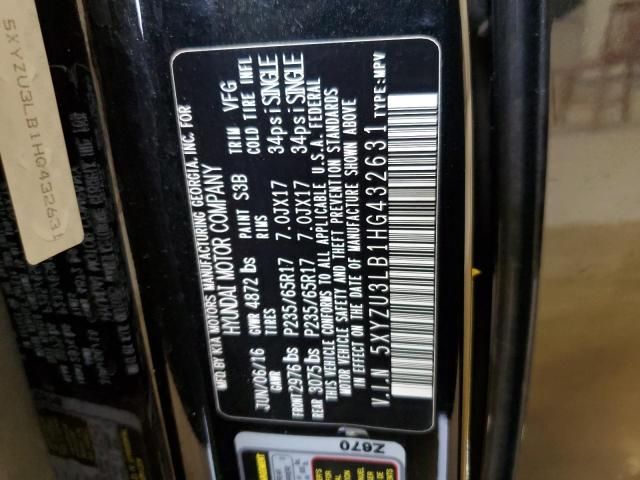 MFD BY KIA MOTORS MANUFACTURING GEORGIA, INC. FOR
HYUNDAI MOTOR COMPANY
JUN/06/16 PAINT S3B TRIM VFG
GVWR 4872 lbs
GAWR TIRES RIMS COLD TIRE INFL
FRONT 2976 lbs P235/65R17 7.0JX17 34psi SINGLE
REAR 3075 lbs P235/65R17 7.0JX17 34psi SINGLE
THIS VEHICLE CONFORMS TO ALL APPLICABLE U.S.A. FEDERAL
MOTOR VEHICLE SAFETY AND THEFT PREVENTION STANDARDS
IN EFFECT ON THE DATE OF MANUFACTURE SHOWN ABOVE
V.I.N 5XYZU3LB1HG432631 TYPE:MPV
5XYZU3LB1HG432631
Z670